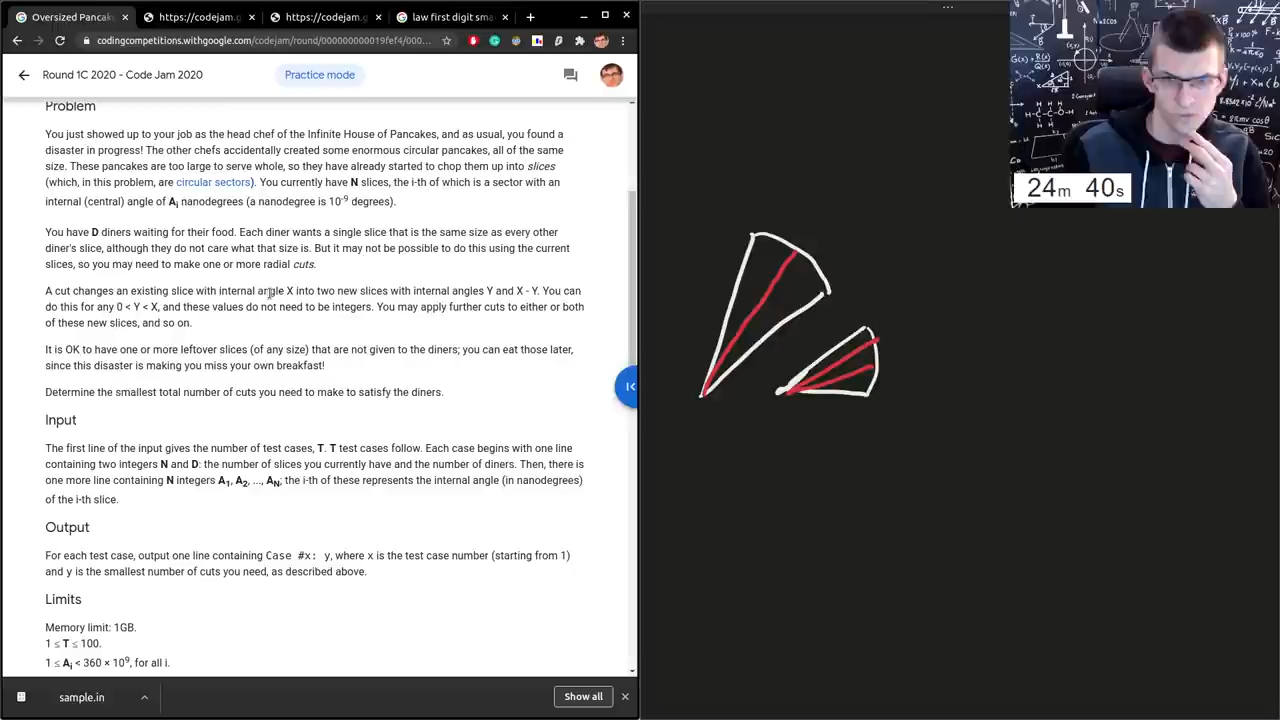 Oversized Pancak
https://codejam.g
https://codejam.g
law first digit sma
codingcompetitions.withgoogle.com/codejam/round/000000000019fef4/000...
Round 1C 2020 - Code Jam 2020
Practice mode
Problem
You just showed up to your job as the head chef of the Infinite House of Pancakes, and as usual, you found a
disaster in progress! The other chefs accidentally created some enormous circular pancakes, all of the same
size. These pancakes are too large to serve whole, so they have already started to chop them up into slices
(which, in this problem, are circular sectors). You currently have N slices, the i-th of which is a sector with an
internal (central) angle of Ai nanodegrees (a nanodegree is 10-9 degrees).
You have D diners waiting for their food. Each diner wants a single slice that is the same size as every other
diner's slice, although they do not care what that size is. But it may not be possible to do this using the current
slices, so you may need to make one or more radial cuts.
A cut changes an existing slice with internal angle X into two new slices with internal angles Y and X - Y. You can
do this for any 0 < Y < X, and these values do not need to be integers. You may apply further cuts to either or both
of these new slices, and so on.
It is OK to have one or more leftover slices (of any size) that are not given to the diners; you can eat those later,
since this disaster is making you miss your own breakfast!
Determine the smallest total number of cuts you need to make to satisfy the diners.
Input
The first line of the input gives the number of test cases, T. T test cases follow. Each case begins with one line
containing two integers N and D: the number of slices you currently have and the number of diners. Then, there is
one more line containing N integers A1, A2, ..., AN; the i-th of these represents the internal angle (in nanodegrees)
of the i-th slice.
Output
For each test case, output one line containing Case #x: y, where x is the test case number (starting from 1)
and y is the smallest number of cuts you need, as described above.
Limits
Memory limit: 1GB.
1 ≤ T ≤ 100.
1 ≤ Ai < 360 × 10⁹, for all i.
sample.in
Show all
24m 40s